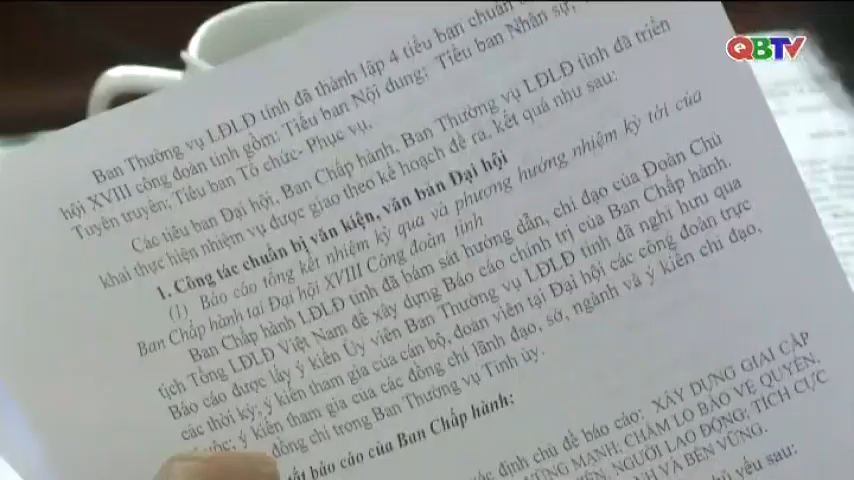 QBTV
Ban Thường vụ LĐLĐ tỉnh đã thành lập 4 tiểu ban chuẩn
hội XVIII công đoàn tỉnh gồm: Tiểu ban Nội dung; Tiểu ban Nhân sự,
Tuyên truyền; Tiểu ban Tổ chức- Phục vụ.
Các tiểu ban Đại hội, Ban Chấp hành, Ban Thường vụ LĐLĐ tỉnh đã triển
khai thực hiện nhiệm vụ được giao theo kế hoạch đề ra, kết quả như sau:
1. Công tác chuẩn bị văn kiện, văn bản Đại hội
(1) Báo cáo tổng kết nhiệm kỳ qua và phương hướng nhiệm kỳ tới của
Ban Chấp hành tại Đại hội XVIII Công đoàn tỉnh
Ban Chấp hành LĐLĐ tỉnh đã bám sát hướng dẫn, chỉ đạo của Đoàn Chủ
tịch Tổng LĐLĐ Việt Nam để xây dựng Báo cáo chính trị của Ban Chấp hành.
Báo cáo được lấy ý kiến Ủy viên Ban Thường vụ LĐLĐ tỉnh đã nghỉ hưu qua
các thời kỳ; ý kiến tham gia của cán bộ, đoàn viên tại Đại hội các công đoàn trực
thuộc; ý kiến tham gia của các đồng chí lãnh đạo, sở, ngành và ý kiến chỉ đạo,
đồng chí trong Ban Thường vụ Tỉnh ủy.
tắt báo cáo của Ban Chấp hành:
định chủ đề báo cáo: XÂY DỰNG GIAI CẤP
MẠNH; CHĂM LO BẢO VỆ QUYỀN,
NGƯỜI LAO ĐỘNG; TÍCH CỰC
VÀ BỀN VỮNG.
yếu sau: